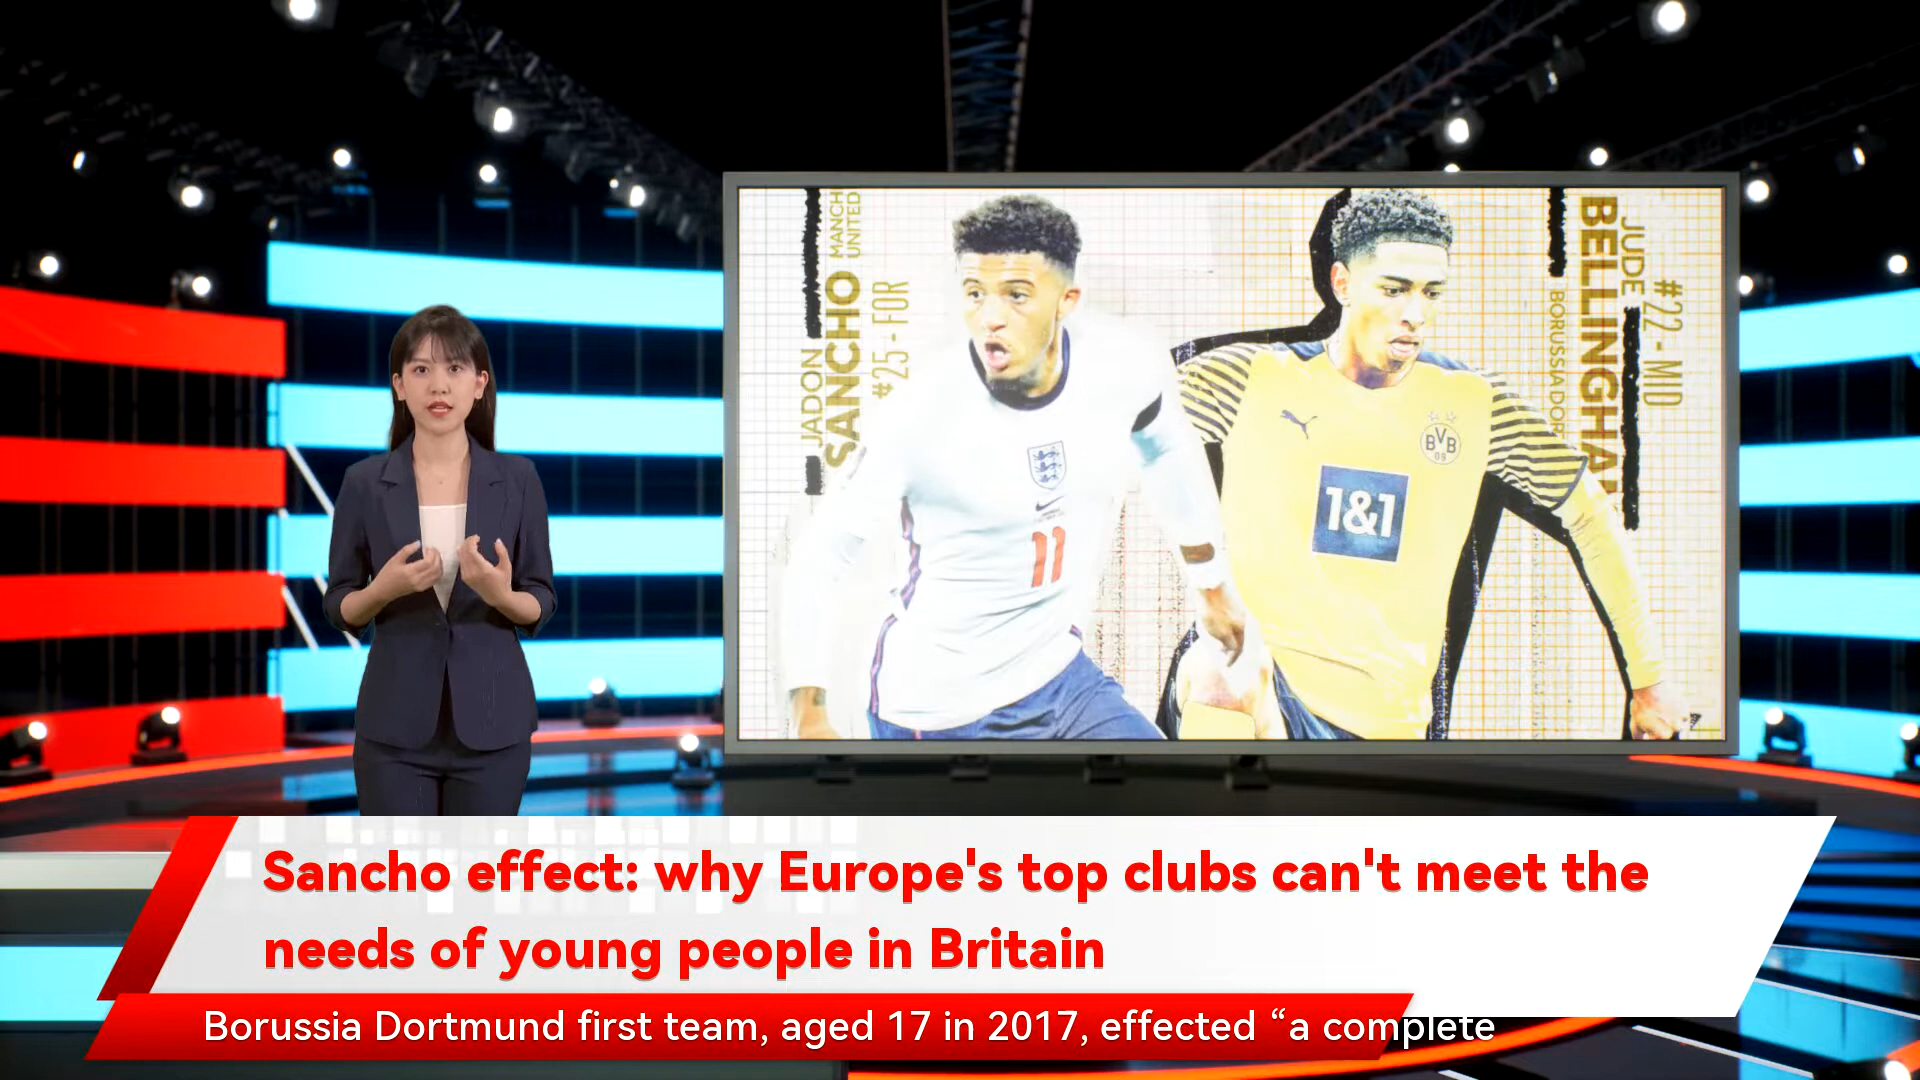 JADON
SANCHO
MANCH
UNITED
#25 - FOR
11
1&1
BVB
09
BORUSSIA DOR
BELLINGHA
JUDE
#22 - MID
Sancho effect: why Europe's top clubs can't meet the
needs of young people in Britain
Borussia Dortmund first team, aged 17 in 2017, effected “a complete